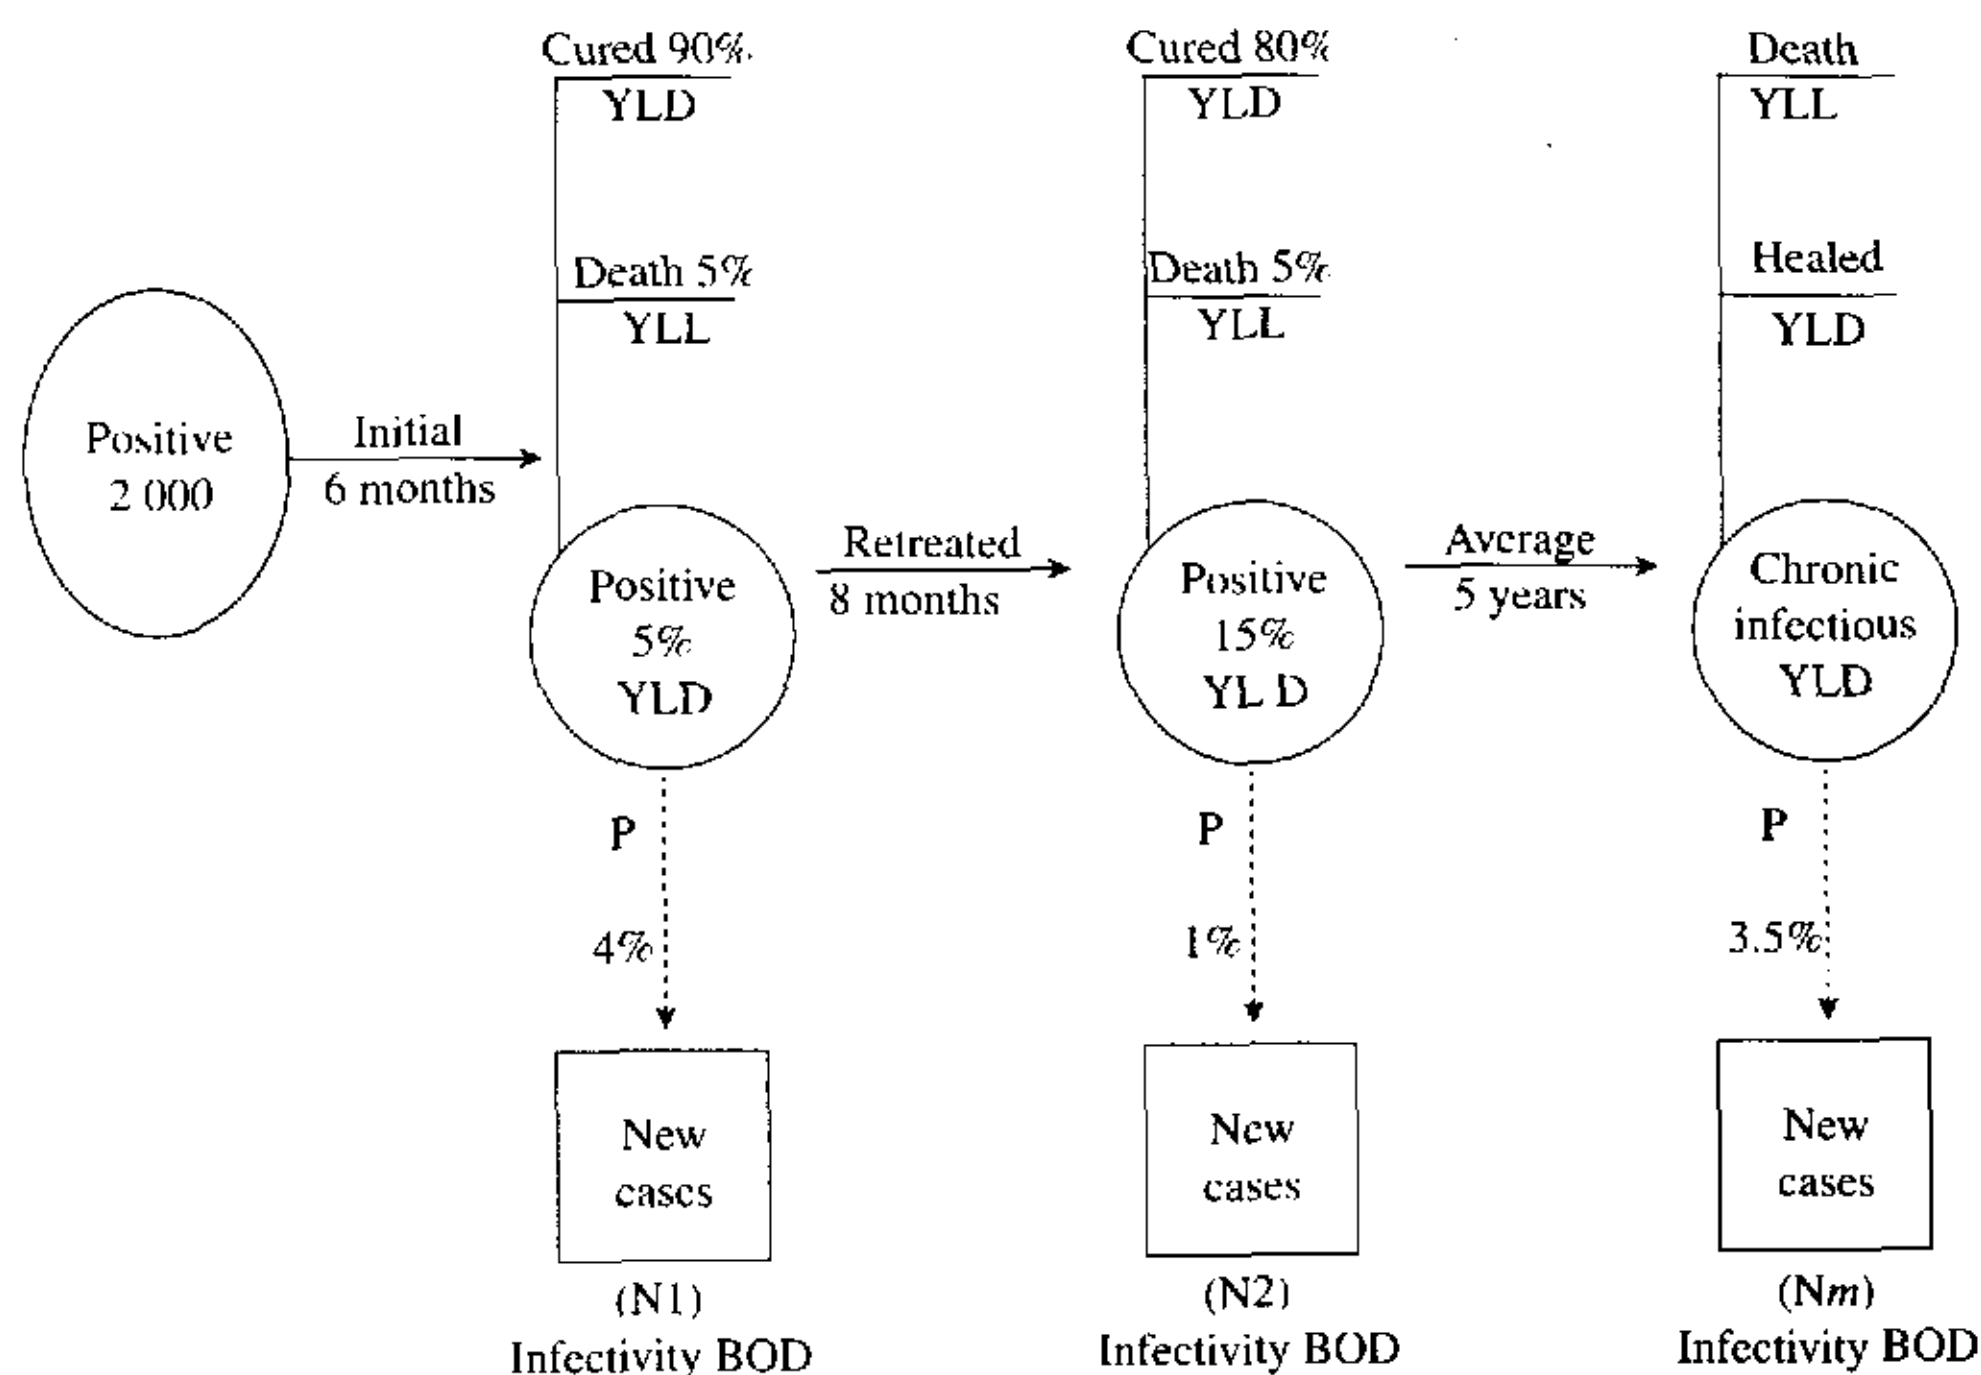 Cured 90%
YLD
Death 5%
YLL
Positive
2 000
Initial
6 months
Positive
5%
YLD
P
4%
New
cases
(N1)
Infectivity BOD
Retreated
8 months
Cured 80%
YLD
Death 5%
YLL
Positive
15%
YL D
P
1%
New
cases
(N2)
Infectivity BOD
Average
5 years
Death
YLL
Healed
YLD
Chronic
infectious
YLD
P
3.5%
New
cases
(Nm)
Infectivity BOD